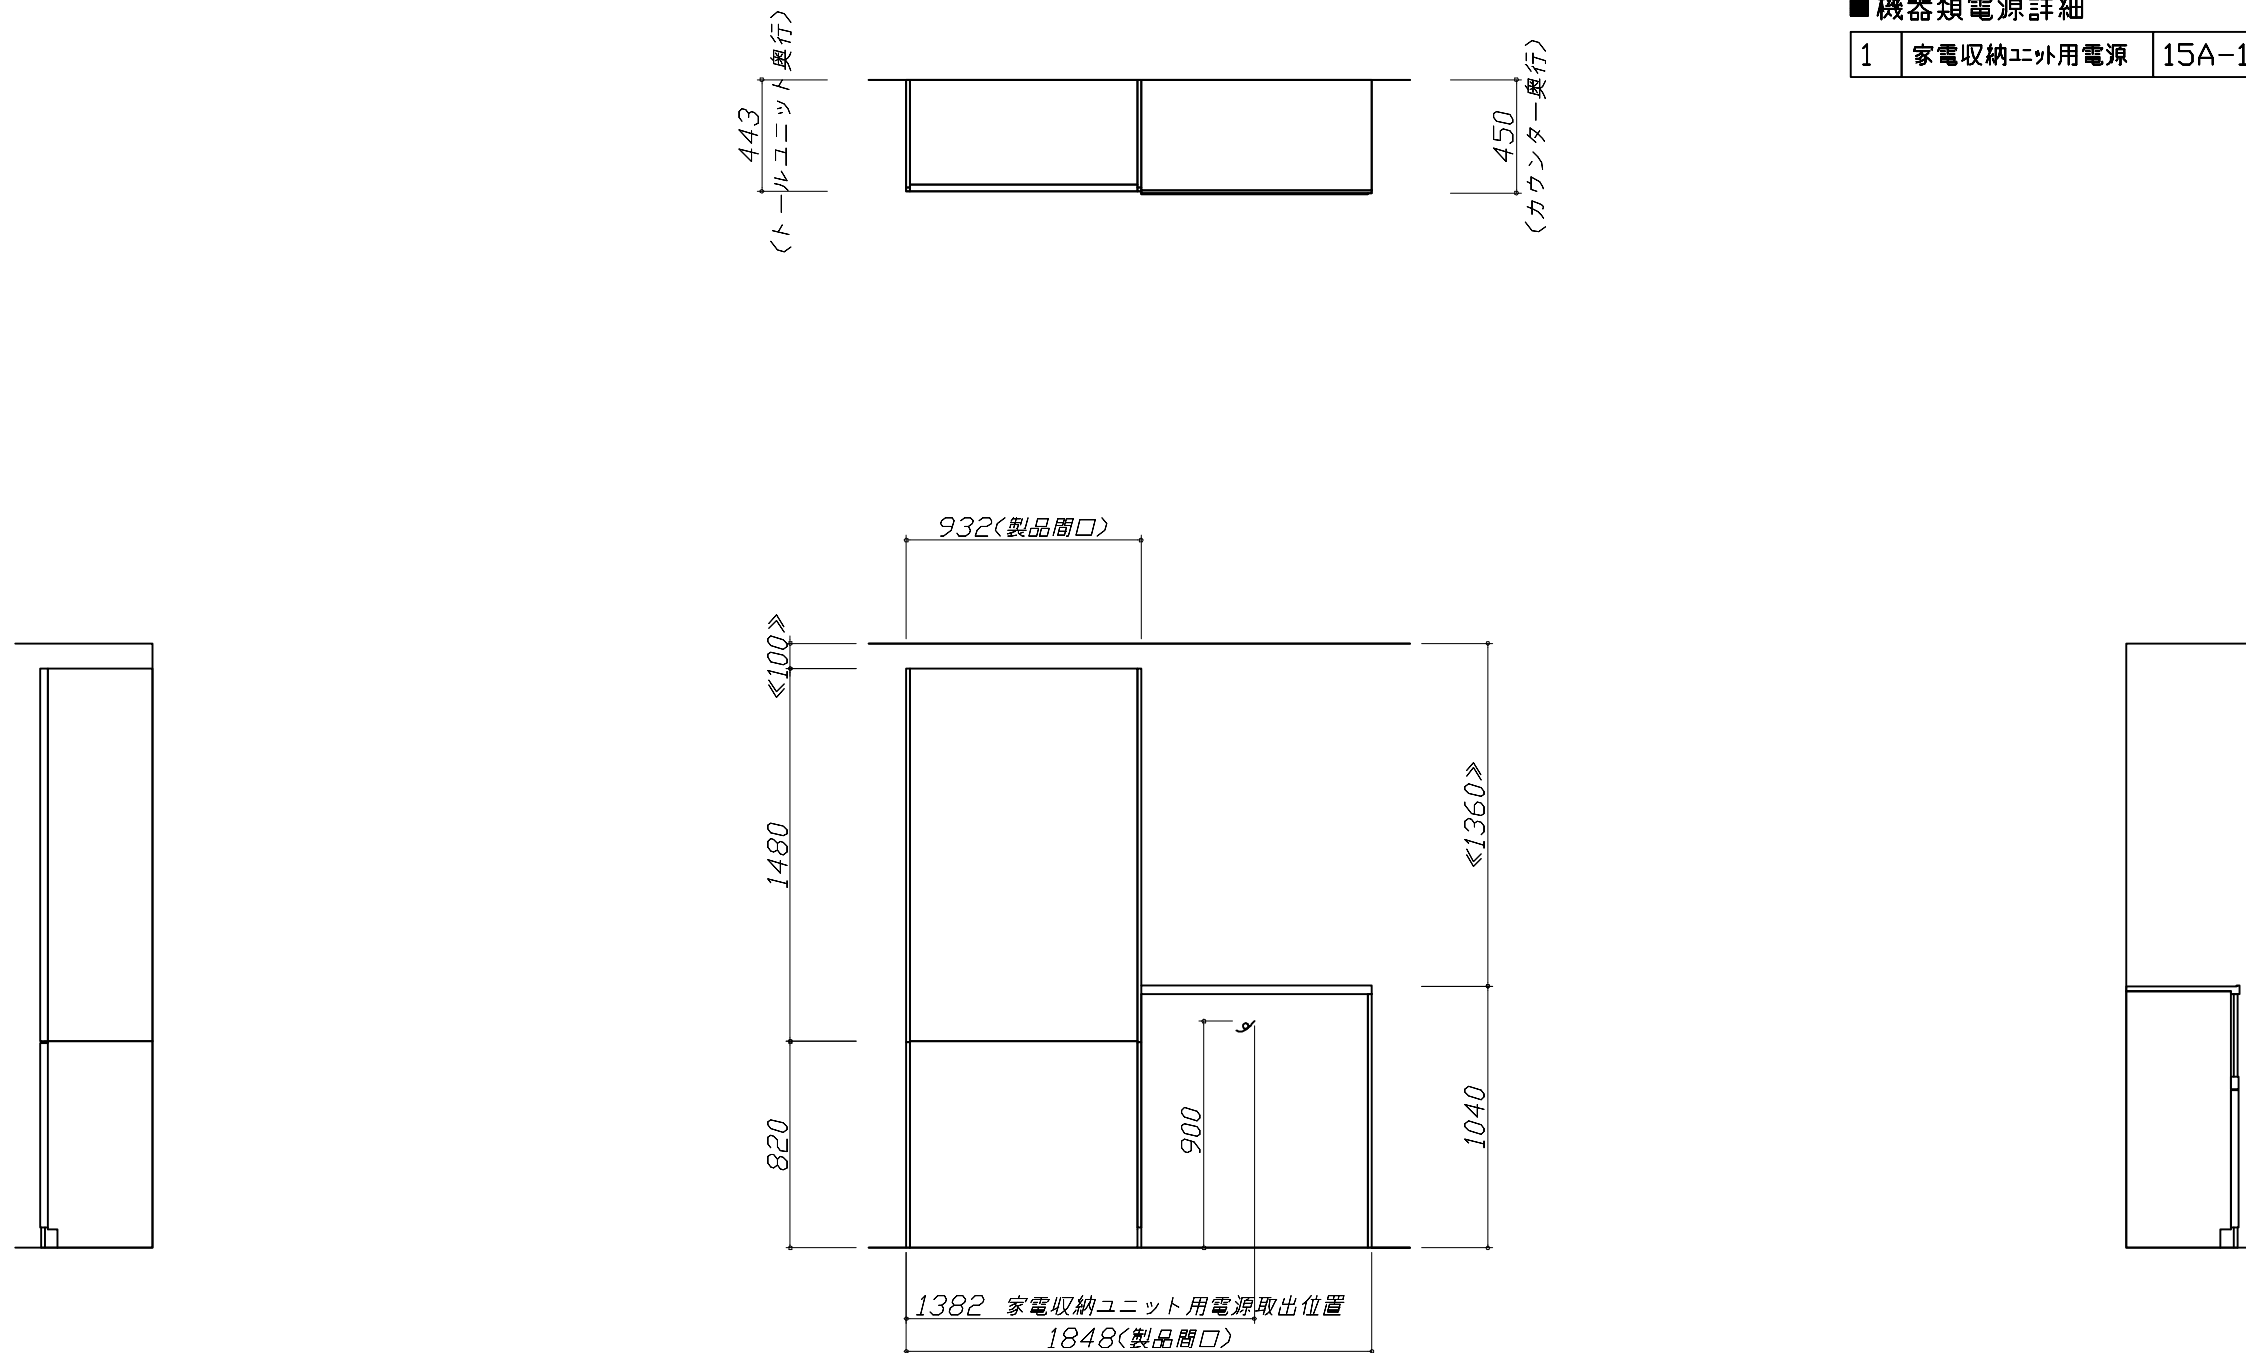 ■機器類電源詳細
1 家電収納ユニット用電源 15A-1
443
(トールユニット奥行)
450
(カウンター奥行)
932(製品間口)
≪100≫
1480
820
≪1360≫
1040
900
1382 家電収納ユニット用電源取出位置
1848(製品間口)